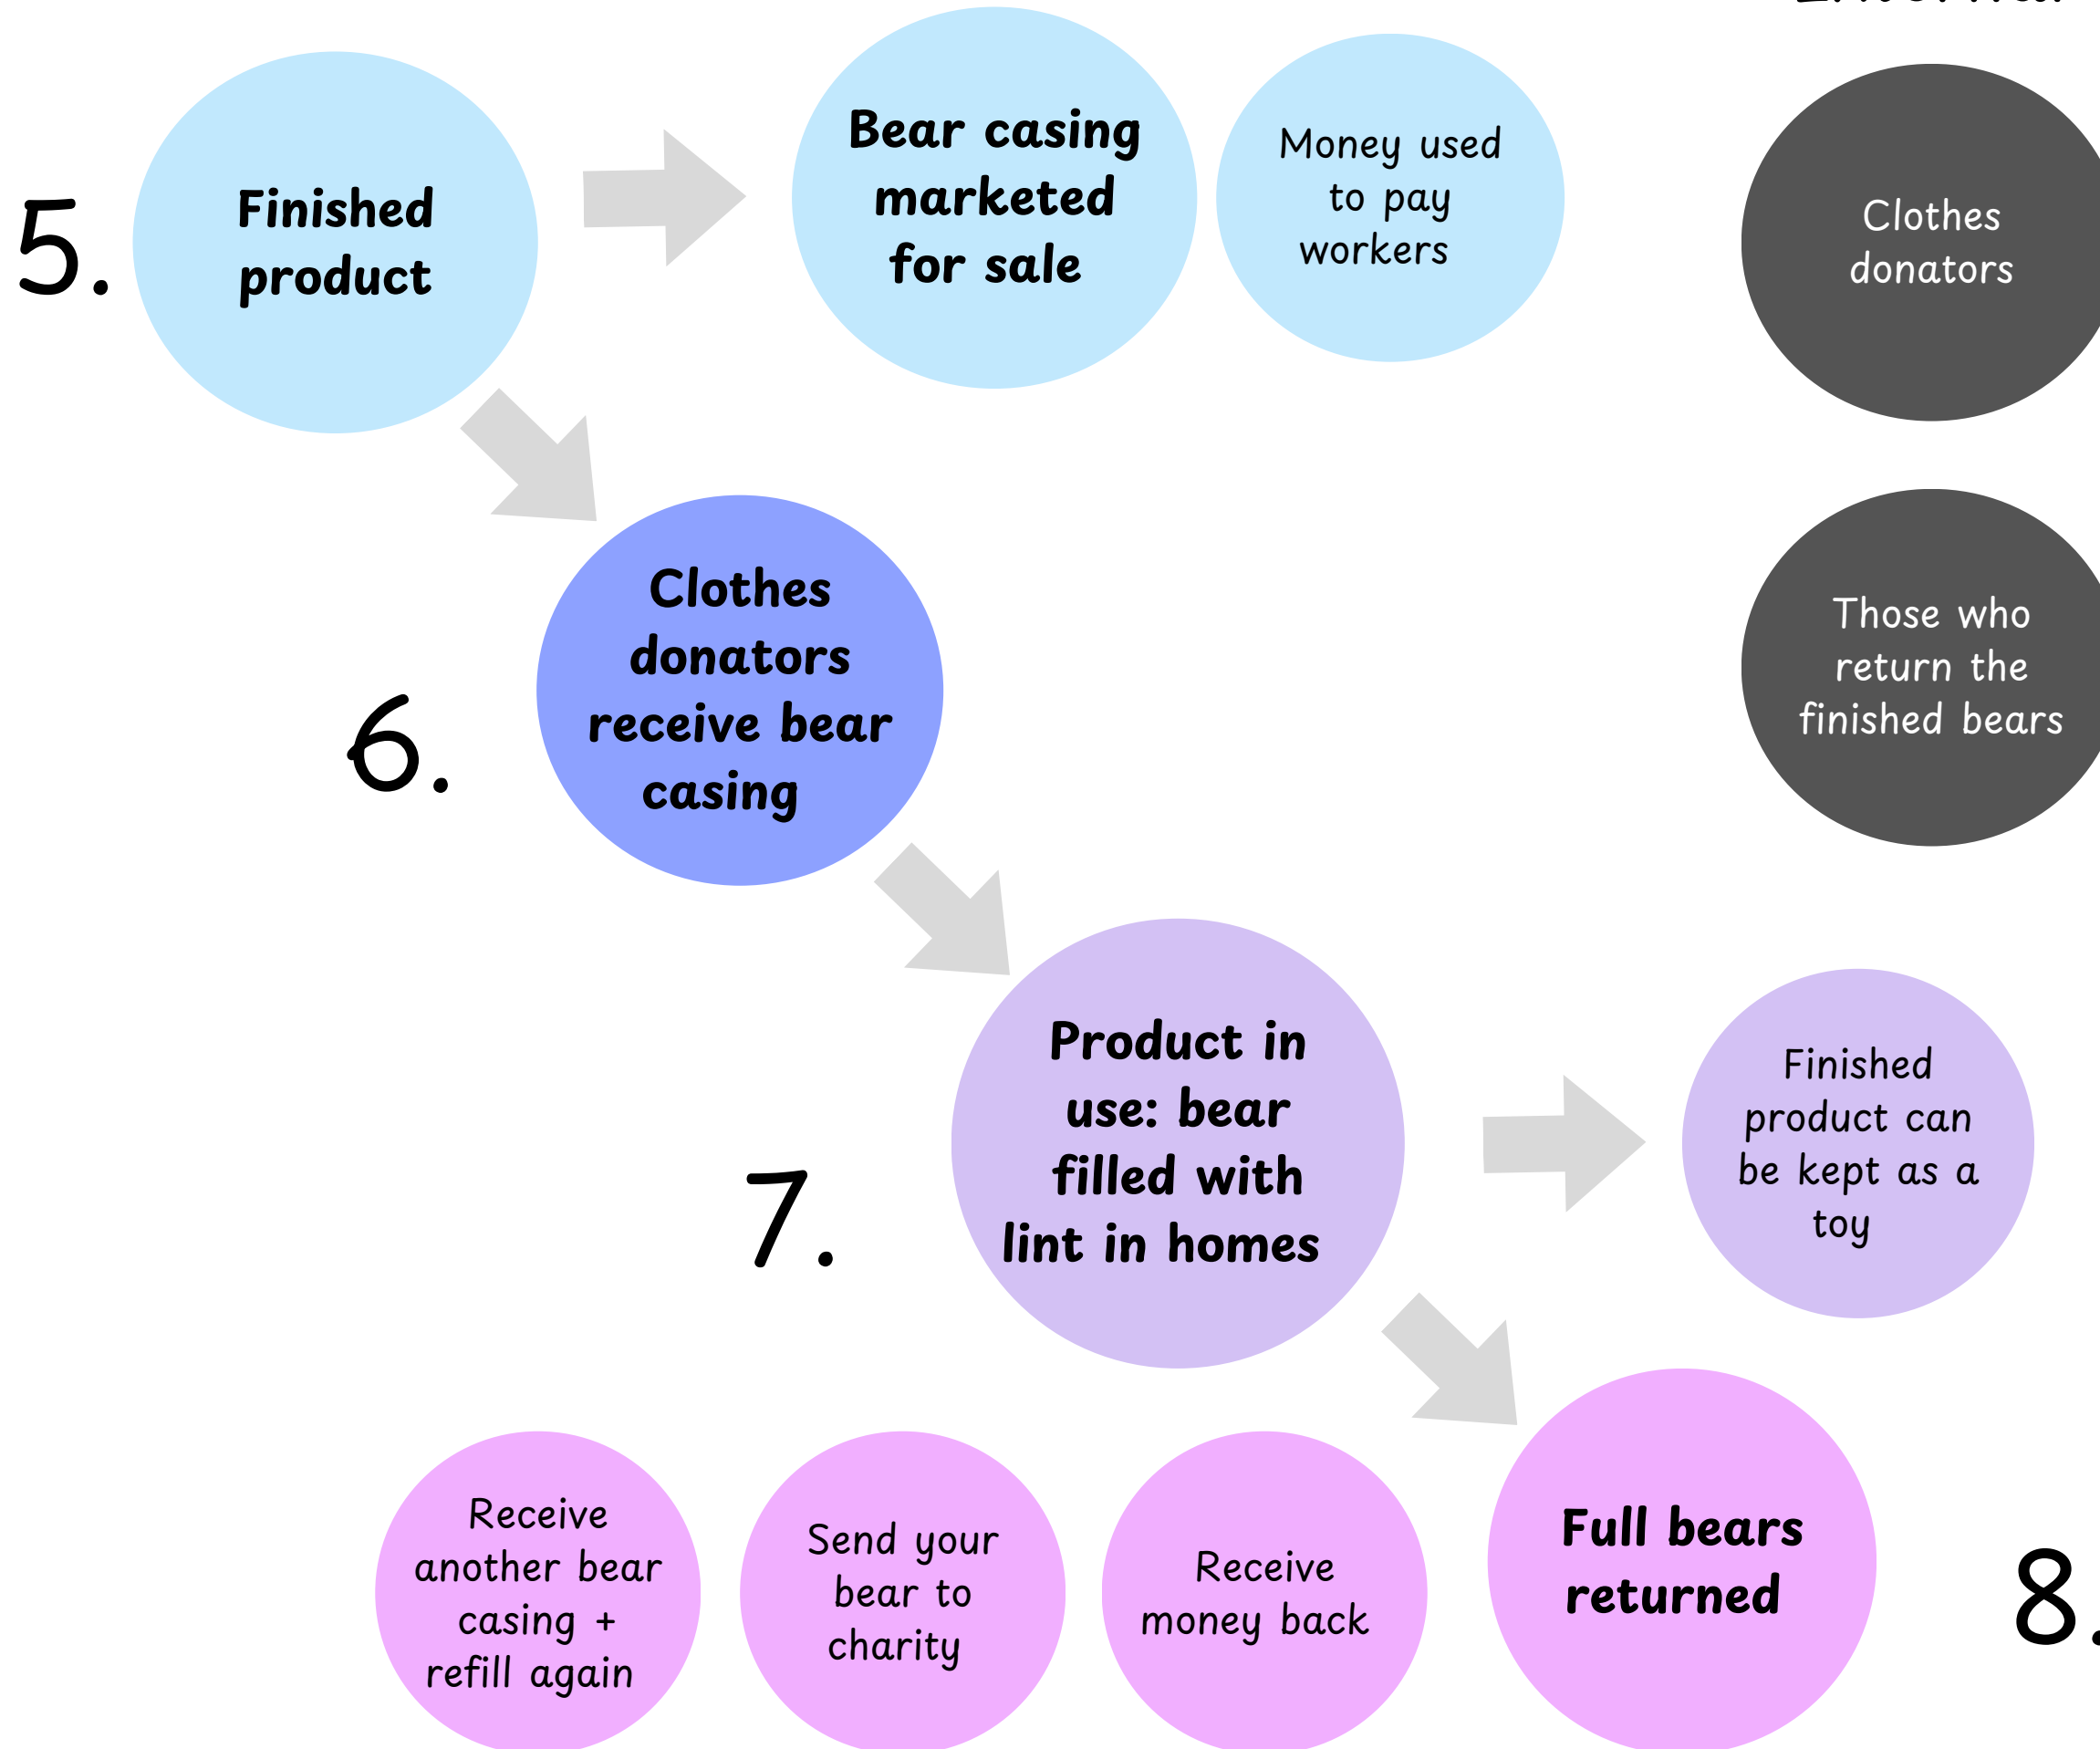 5.
Finished
product
Bear casing
marketed
for sale
Money used
to pay
workers
Clothes
donators
6.
Clothes
donators
receive bear
casing
Those who
return the
finished bears
7.
Product in
use: bear
filled with
lint in homes
Finished
product can
be kept as a
toy
Receive
another bear
casing +
refill again
Send your
bear to
charity
Receive
money back
Full bears
returned
8.